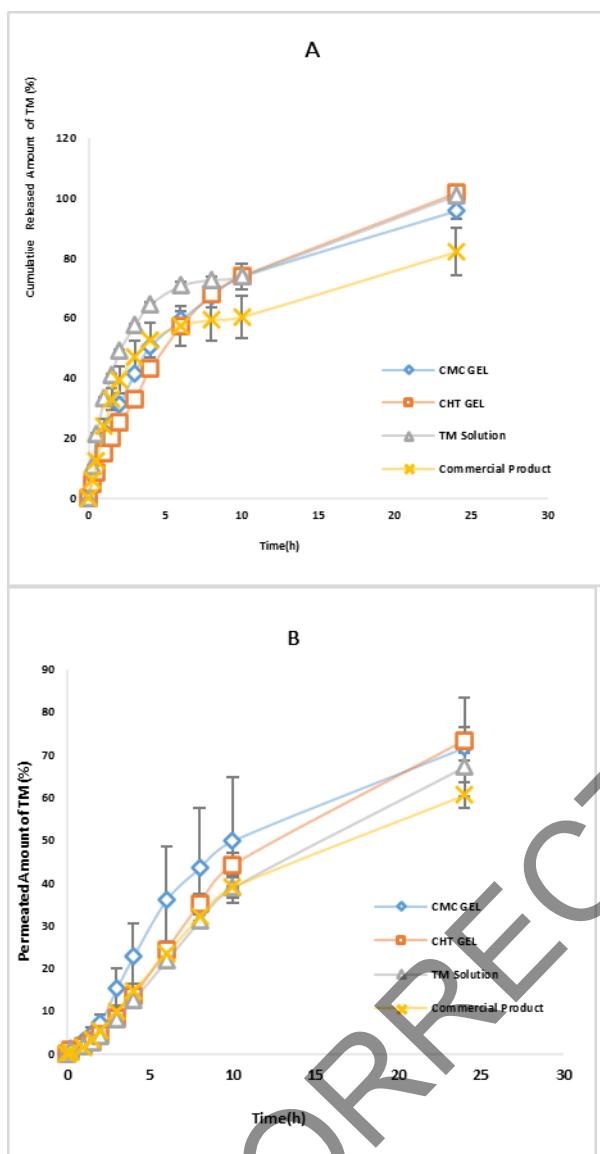 A
Cumulative Released Amount of TM (%)
120
100
80
60
40
20
0
0 5 10 15 20 25 30
Time(h)
CMC GEL
CHT GEL
TM Solution
Commercial Product
B
Permeated Amount of TM (%)
90
80
70
60
50
40
30
20
10
0
0 5 10 15 20 25 30
Time(h)
CMC GEL
CHT GEL
TM Solution
Commercial Product
ORRECT